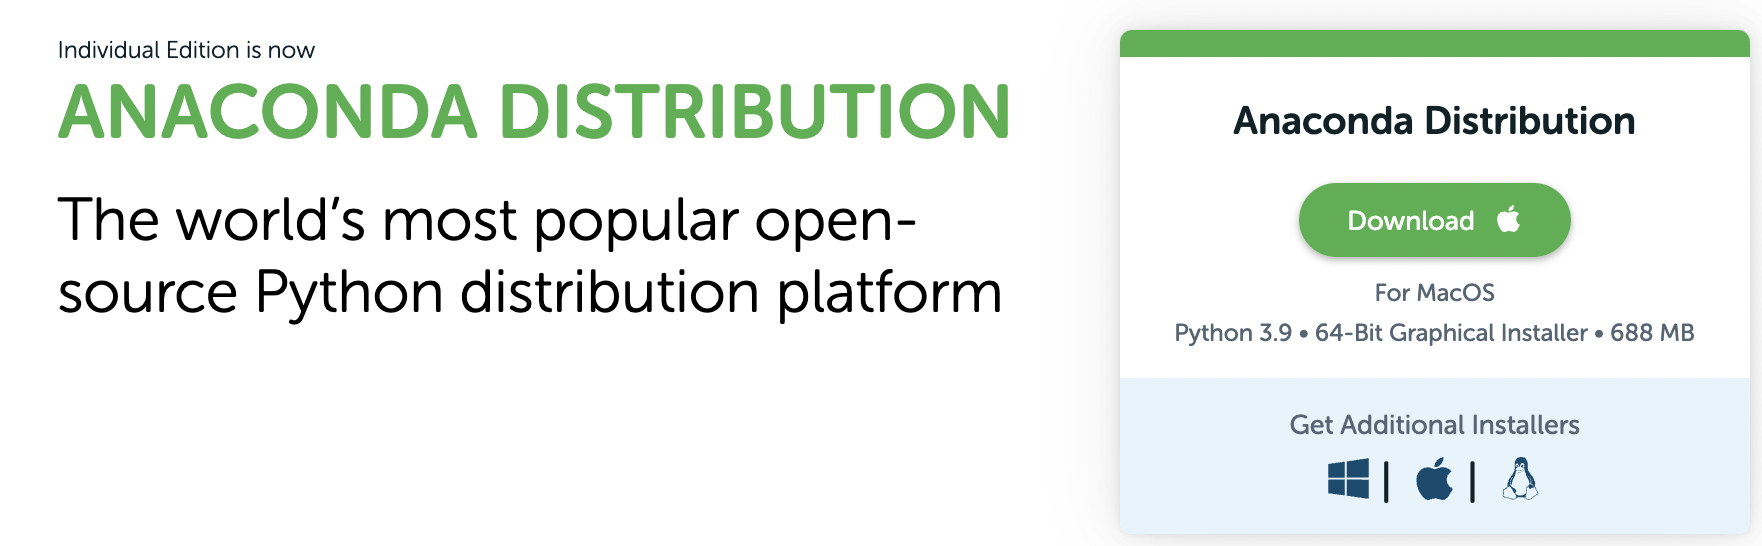 Individual Edition is now
ANACONDA DISTRIBUTION
The world’s most popular open-
source Python distribution platform
Anaconda Distribution
Download
For MacOS
Python 3.9 • 64-Bit Graphical Installer • 688 MB
Get Additional Installers